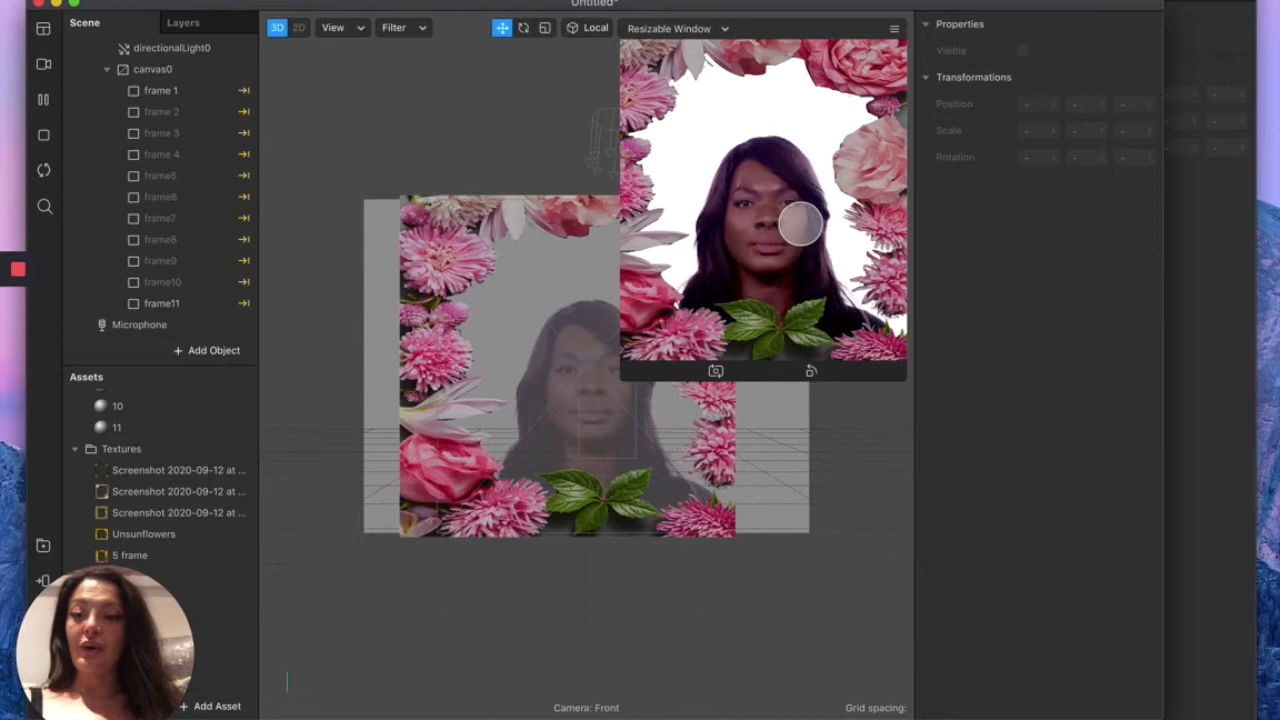 Untitled*
Scene
Layers
3D
2D
View
Filter
Local
Resizable Window
Properties
Visible
Transformations
Position
Scale
Rotation
directionalLight0
canvas0
frame 1
frame 2
frame 3
frame 4
frame5
frame6
frame7
frame8
frame9
frame10
frame11
Microphone
+ Add Object
Assets
10
11
Textures
Screenshot 2020-09-12 at ...
Screenshot 2020-09-12 at ...
Screenshot 2020-09-12 at ...
Unsunflowers
5 frame
+ Add Asset
Camera: Front
Grid spacing: